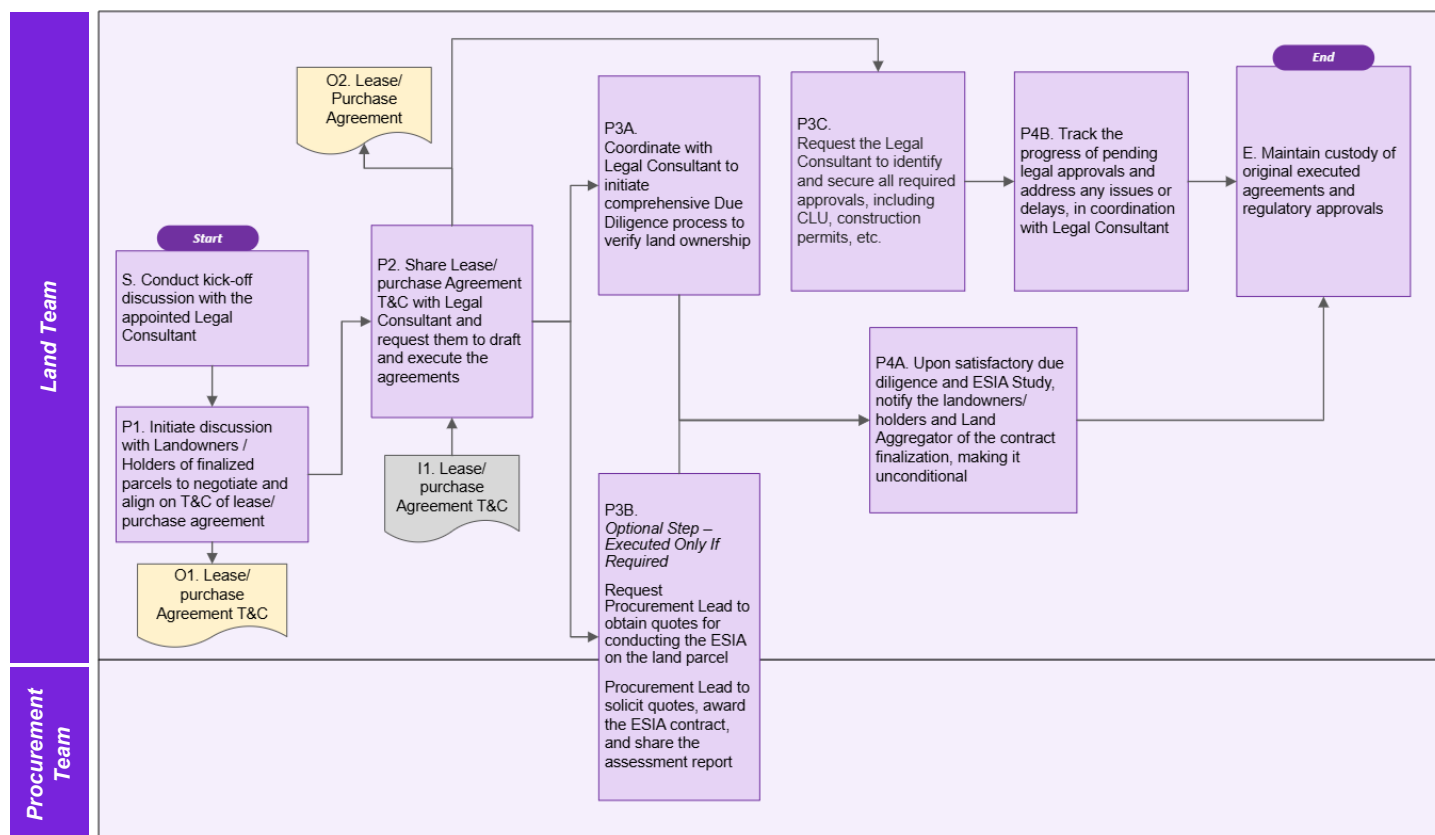 Land Team
Procurement
Team
Start
S. Conduct kick-off
discussion with the
appointed Legal
Consultant
P1. Initiate discussion
with Landowners /
Holders of finalized
parcels to negotiate and
align on T&C of lease/
purchase agreement
O1. Lease/
purchase
Agreement T&C
O2. Lease/
Purchase
Agreement
P2. Share Lease/
purchase Agreement
T&C with Legal
Consultant and
request them to draft
and execute the
agreements
I1. Lease/
purchase
Agreement T&C
P3A.
Coordinate with
Legal Consultant to
initiate
comprehensive Due
Diligence process to
verify land ownership
P3B.
Optional Step –
Executed Only If
Required
Request
Procurement Lead to
obtain quotes for
conducting the ESIA
on the land parcel
Procurement Lead to
solicit quotes, award
the ESIA contract,
and share the
assessment report
P3C.
Request the Legal
Consultant to identify
and secure all required
approvals, including
CLU, construction
permits, etc.
P4A. Upon satisfactory due
diligence and ESIA Study,
notify the landowners/
holders and Land
Aggregator of the contract
finalization, making it
unconditional
P4B. Track the
progress of pending
legal approvals and
address any issues or
delays, in coordination
with Legal Consultant
End
E. Maintain custody of
original executed
agreements and
regulatory approvals